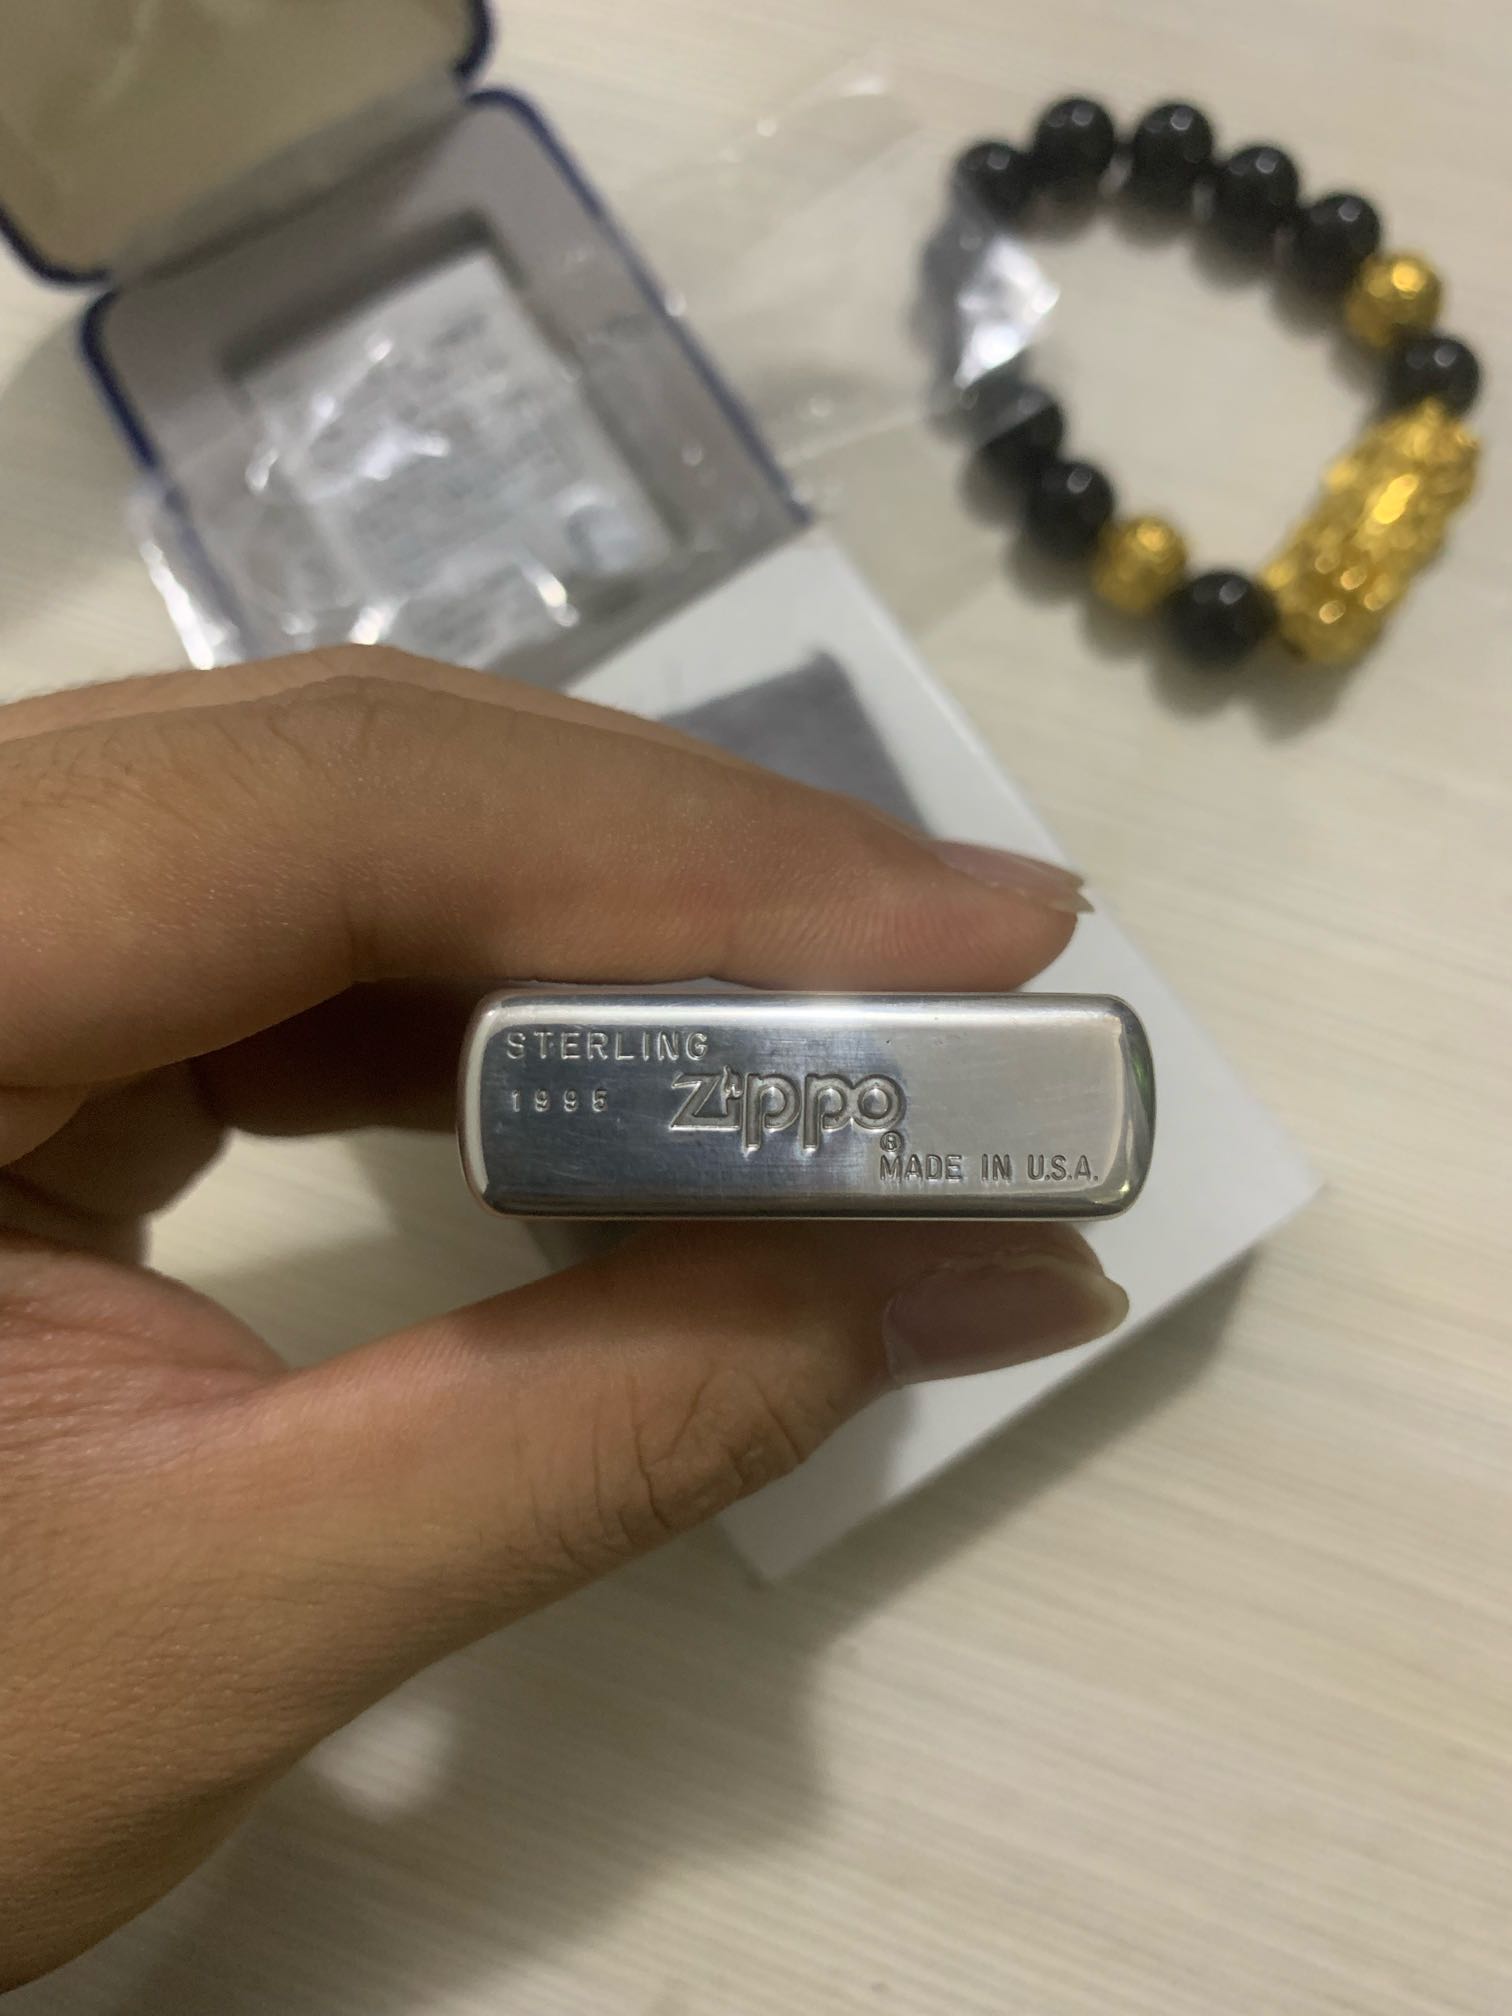 STERLING
1995
Zippo®
MADE IN U.S.A.